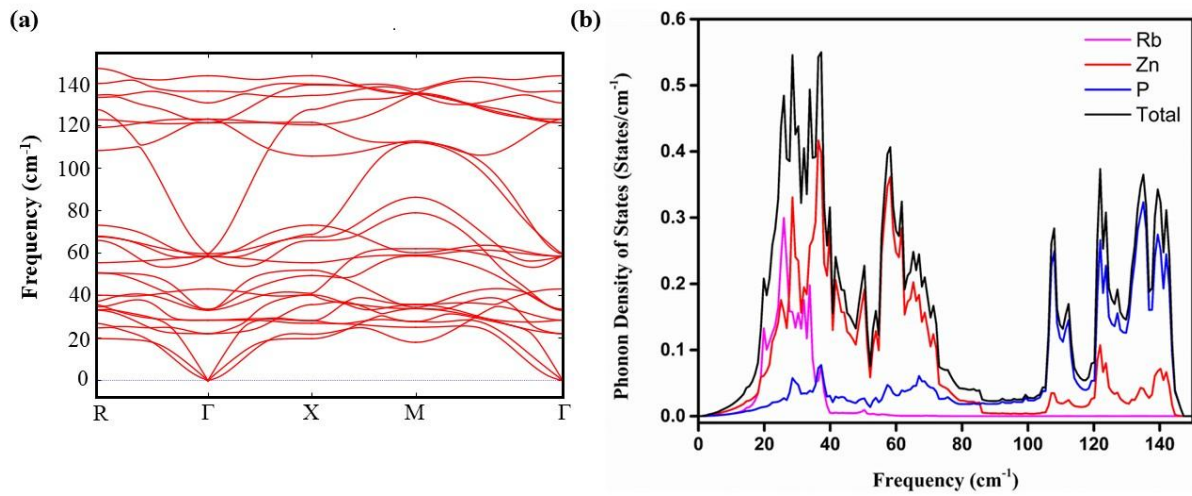 (a)
Frequency (cm-1)
140
120
100
80
60
40
20
0
R Γ X M Γ
(b)
Phonon Density of States (States/cm-1)
0.6
0.5
0.4
0.3
0.2
0.1
0.0
Rb
Zn
P
Total
0 20 40 60 80 100 120 140
Frequency (cm-1)